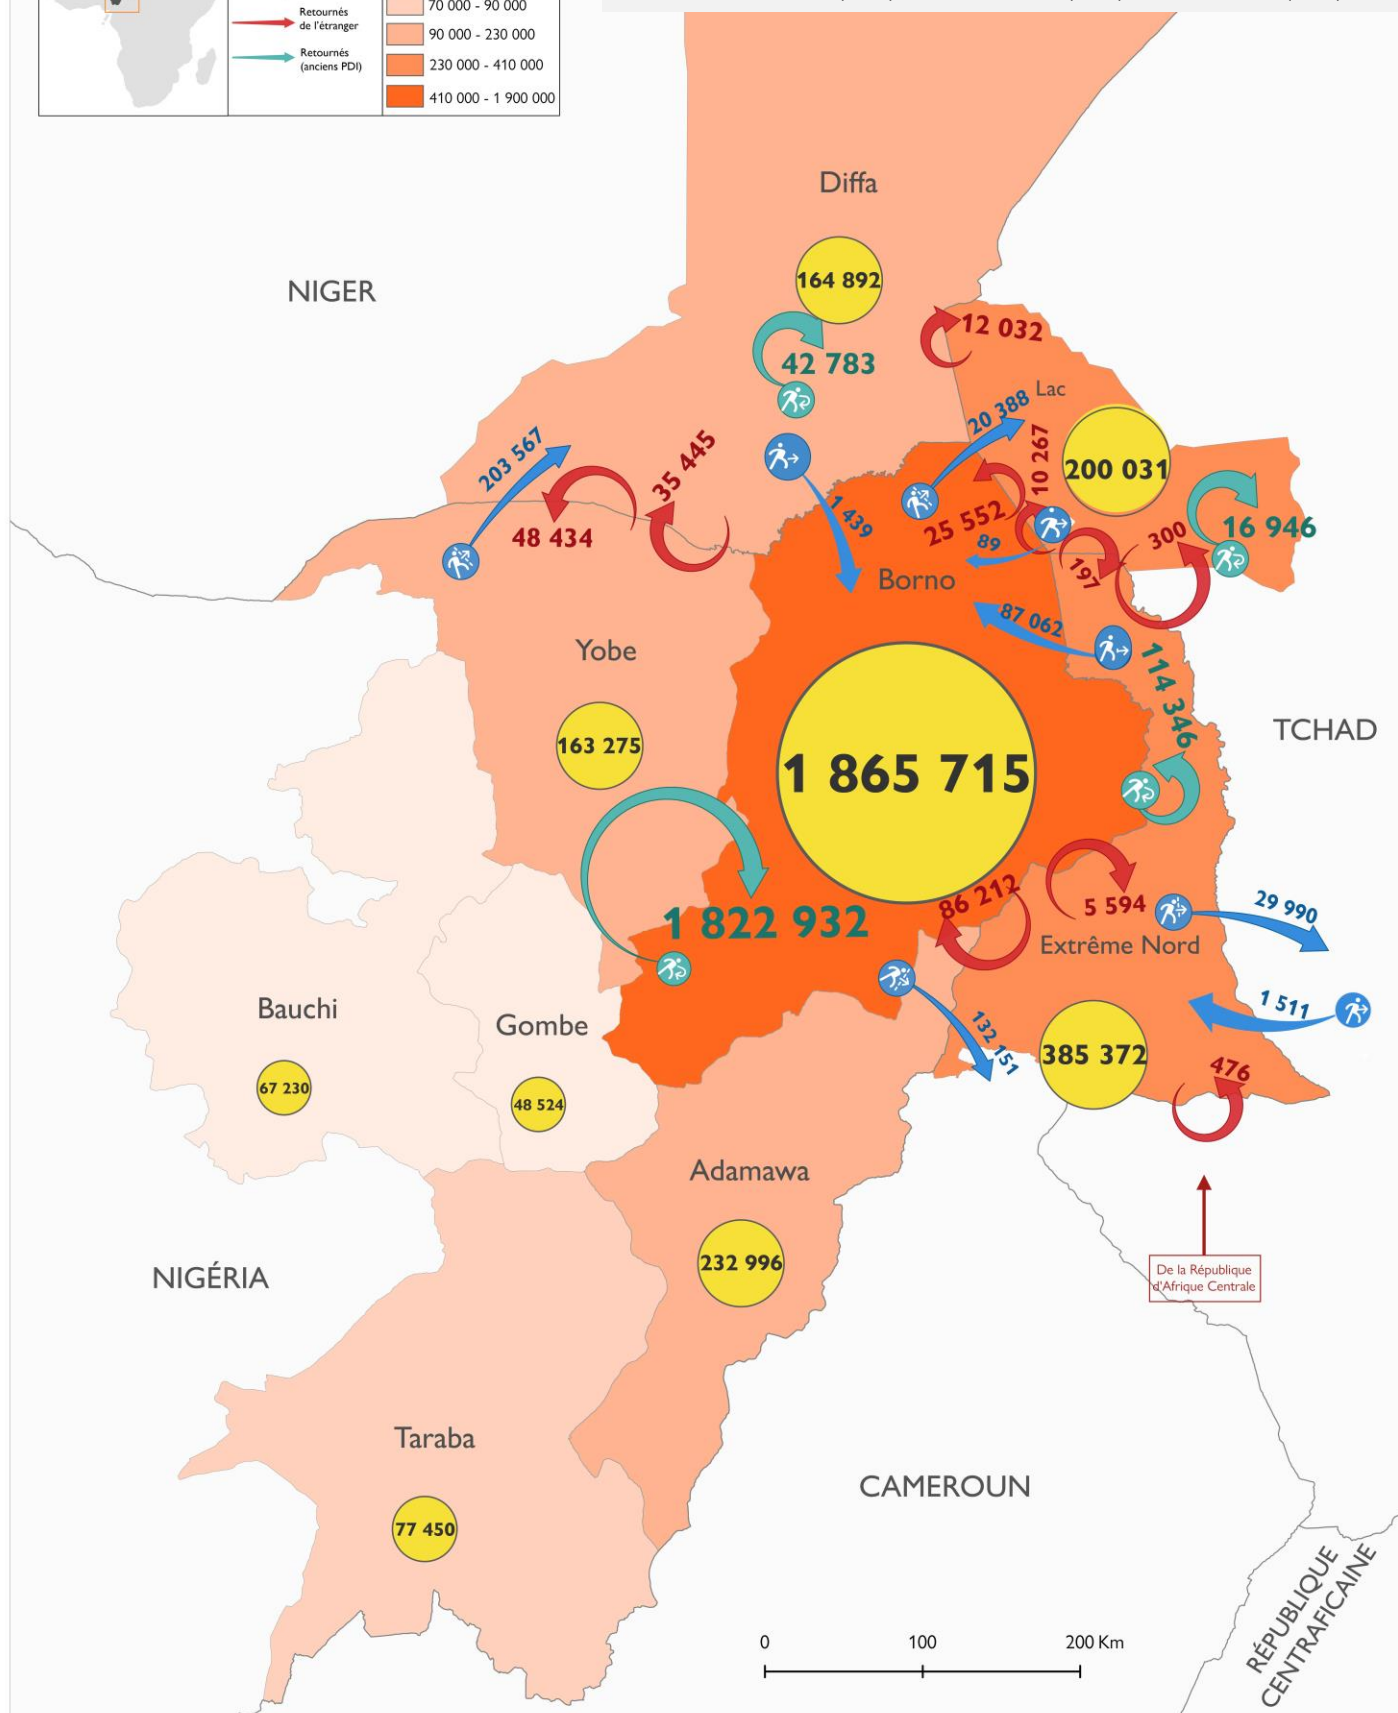 Retournés
de l'étranger
Retournés
(anciens PDI)
70 000 - 90 000
90 000 - 230 000
230 000 - 410 000
410 000 - 1 900 000
Diffa
164 892
NIGER
12 032
42 783
Lac
20 388
10 267
200 031
203 567
35 445
48 434
1 439
25 552
89
300
16 946
197
Borno
87 062
Yobe
114 346
163 275
TCHAD
1 865 715
86 212
5 594
29 990
1 822 932
Extrême Nord
1 511
Bauchi
Gombe
132 151
385 372
476
67 230
48 524
Adamawa
232 996
NIGÉRIA
De la République
d'Afrique Centrale
Taraba
CAMEROUN
77 450
RÉPUBLIQUE
CENTRAFICAINE
0 100 200 Km